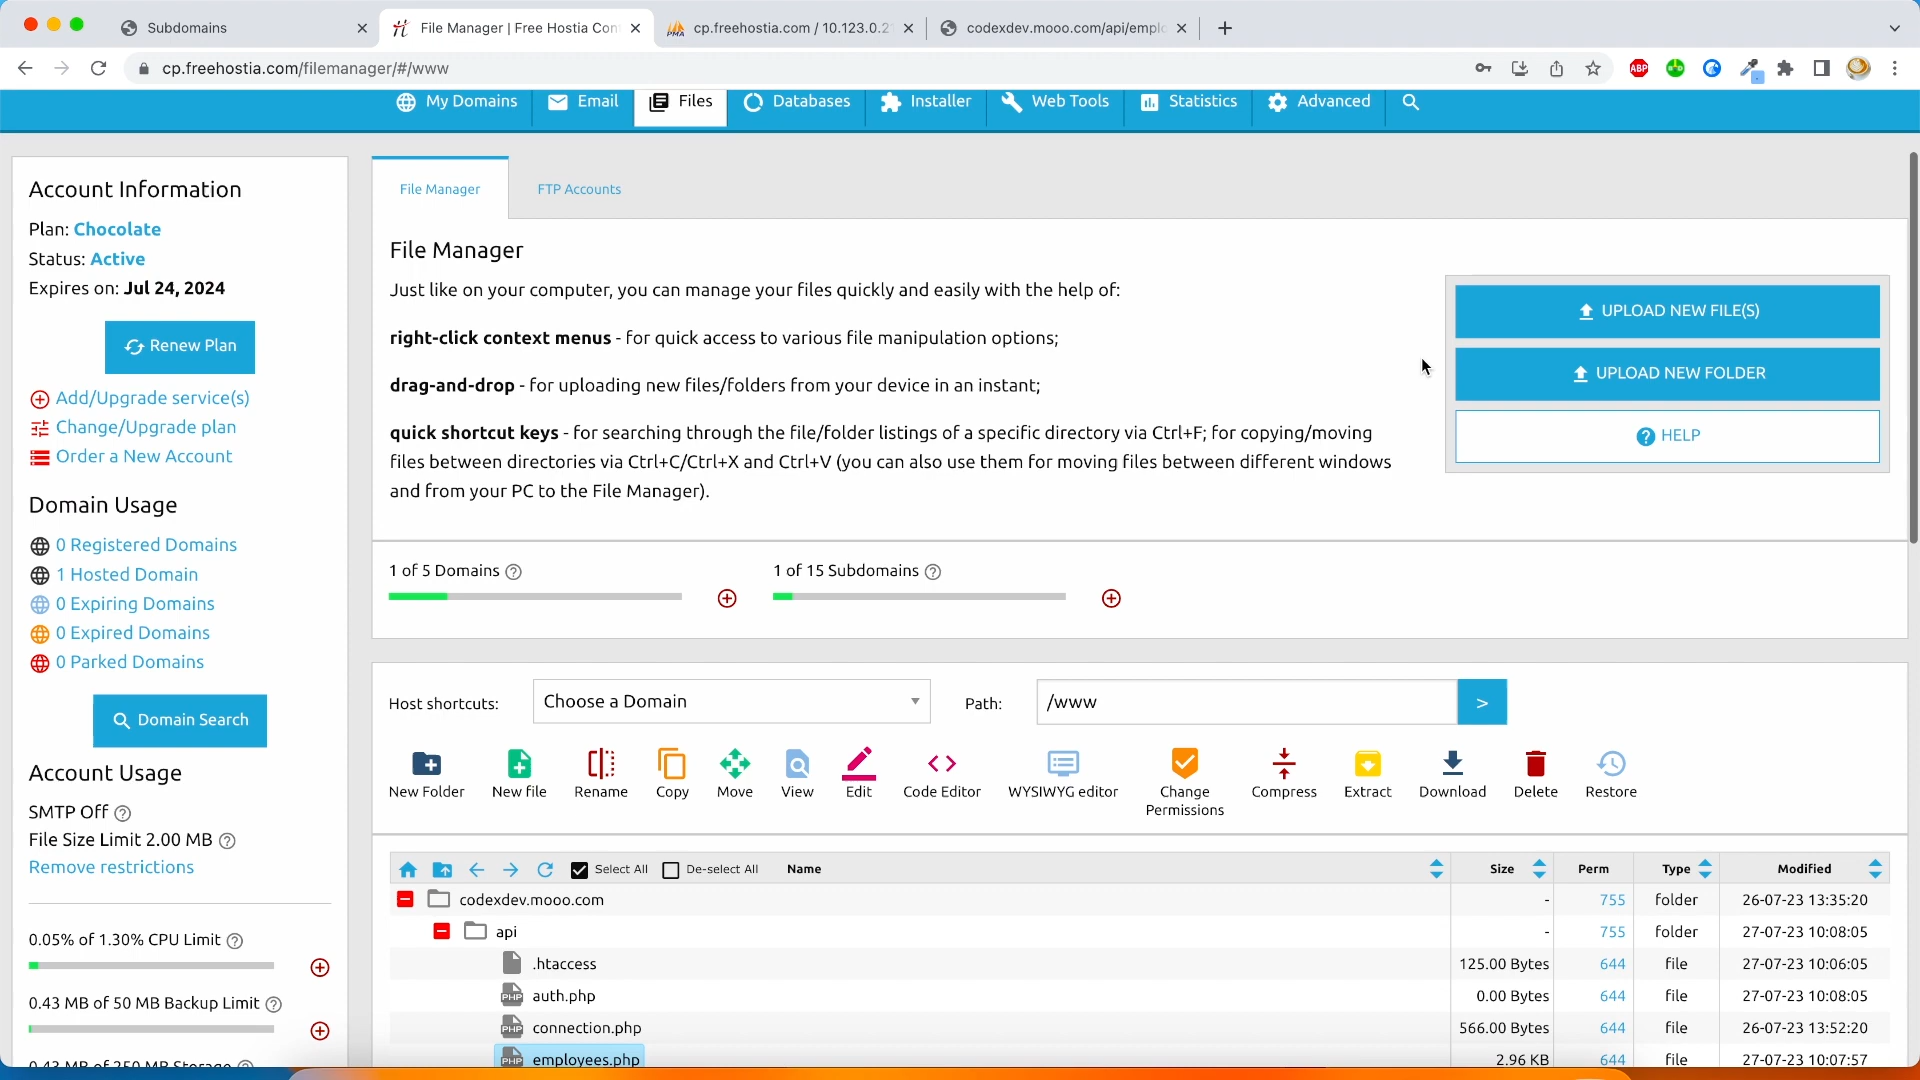 Subdomains
File Manager | Free Hostia Con
cp.freehostia.com / 10.123.0.2
codexdev.mooo.com/api/emplo
cp.freehostia.com/filemanager/#/www
ABP
My Domains
Email
Files
Databases
Installer
Web Tools
Statistics
Advanced
Account Information
Plan: Chocolate
Status: Active
Expires on: Jul 24, 2024
Renew Plan
Add/Upgrade service(s)
Change/Upgrade plan
Order a New Account
Domain Usage
0 Registered Domains
1 Hosted Domain
0 Expiring Domains
0 Expired Domains
0 Parked Domains
Domain Search
Account Usage
SMTP Off
File Size Limit 2.00 MB
Remove restrictions
0.05% of 1.30% CPU Limit
0.43 MB of 50 MB Backup Limit
0.43 MB of 250 MB Storage
File Manager
FTP Accounts
File Manager
Just like on your computer, you can manage your files quickly and easily with the help of:
right-click context menus - for quick access to various file manipulation options;
drag-and-drop - for uploading new files/folders from your device in an instant;
quick shortcut keys - for searching through the file/folder listings of a specific directory via Ctrl+F; for copying/moving
files between directories via Ctrl+C/Ctrl+X and Ctrl+V (you can also use them for moving files between different windows
and from your PC to the File Manager).
UPLOAD NEW FILE(S)
UPLOAD NEW FOLDER
HELP
1 of 5 Domains
1 of 15 Subdomains
Host shortcuts:
Choose a Domain
Path:
/www
>
New Folder
New file
Rename
Copy
Move
View
Edit
Code Editor
WYSIWYG editor
Change
Permissions
Compress
Extract
Download
Delete
Restore
Select All
De-select All
Name
Size
Perm
Type
Modified
codexdev.mooo.com - 755 folder 26-07-23 13:35:20
api - 755 folder 27-07-23 10:08:05
.htaccess 125.00 Bytes 644 file 27-07-23 10:06:05
PHP auth.php 0.00 Bytes 644 file 27-07-23 10:08:05
PHP connection.php 566.00 Bytes 644 file 26-07-23 13:52:20
PHP employees.php 2.96 KB 644 file 27-07-23 10:07:57